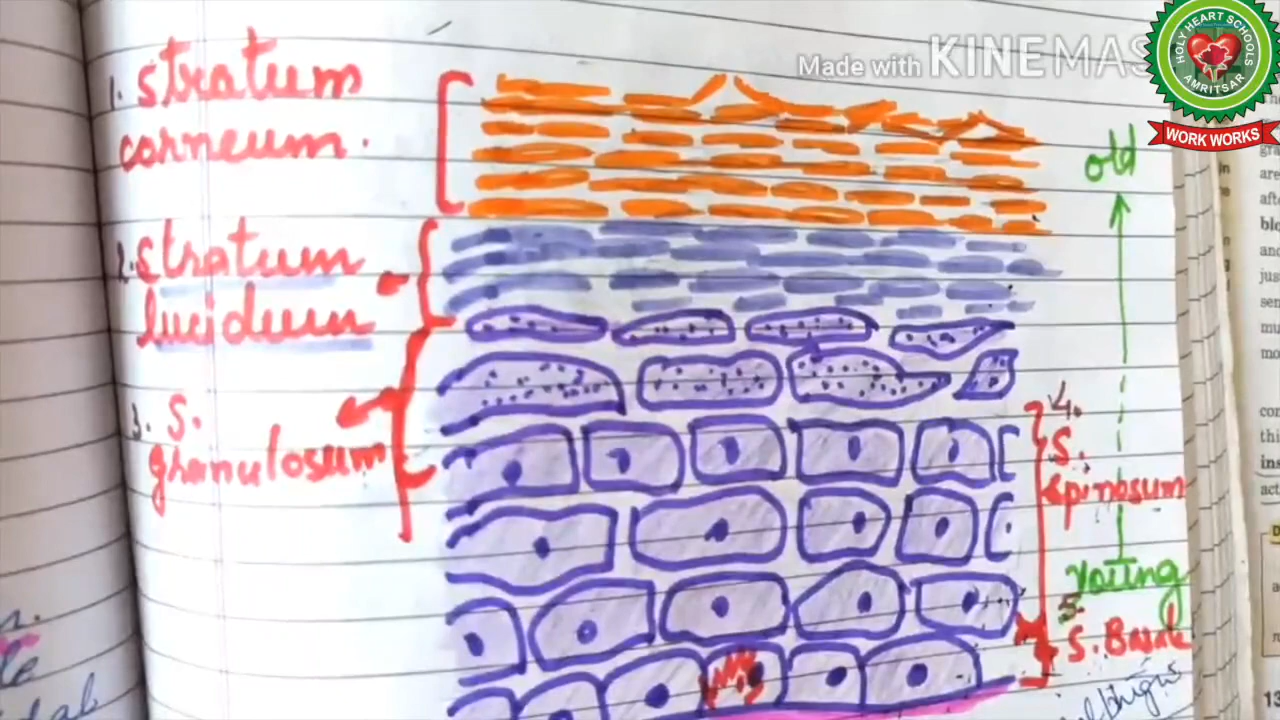 Made with KINEMAS
HOLY HEART SCHOOLS
AMRITSAR
WORK WORKS
1. Stratum
corneum.
2. Stratum
lucidum
3. S.
granulosum
old
4.
S.
spinosum
young
5.
S. Basale